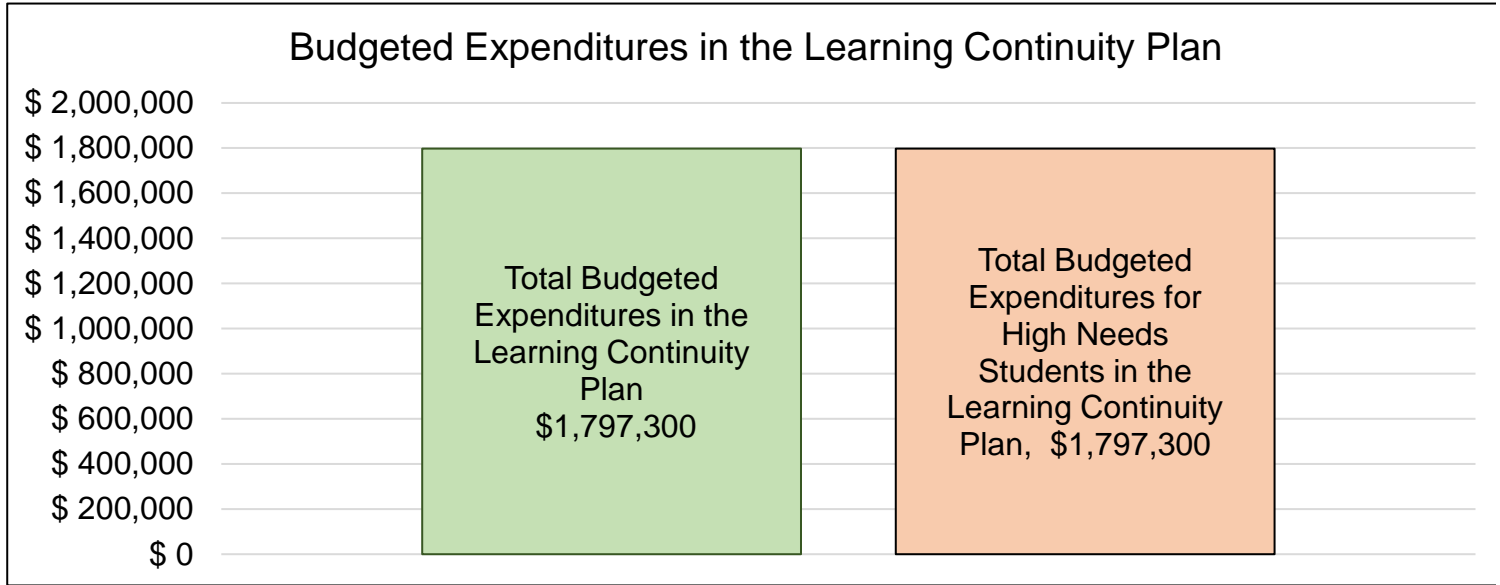 Budgeted Expenditures in the Learning Continuity Plan
$ 2,000,000
$ 1,800,000
$ 1,600,000
$ 1,400,000
$ 1,200,000
$ 1,000,000
$ 800,000
$ 600,000
$ 400,000
$ 200,000
$ 0
Total Budgeted
Expenditures in the
Learning Continuity
Plan
$1,797,300
Total Budgeted
Expenditures for
High Needs
Students in the
Learning Continuity
Plan, $1,797,300